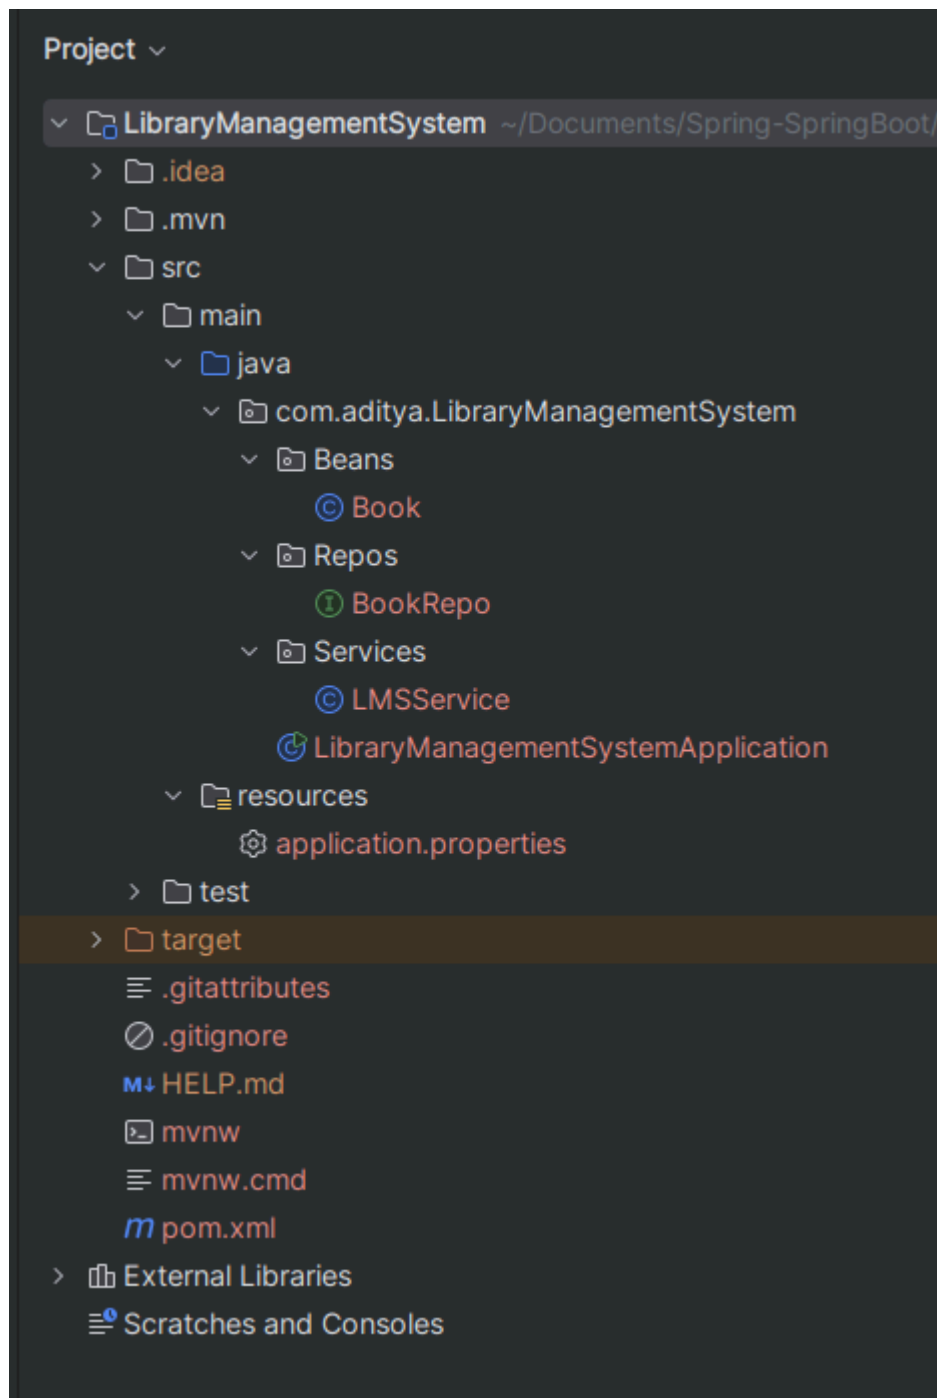 Project
LibraryManagementSystem ~/Documents/Spring-SpringBoot/
.idea
.mvn
src
main
java
com.aditya.LibraryManagementSystem
Beans
Book
Repos
BookRepo
Services
LMSService
LibraryManagementSystemApplication
resources
application.properties
test
target
.gitattributes
.gitignore
HELP.md
mvnw
mvnw.cmd
pom.xml
External Libraries
Scratches and Consoles